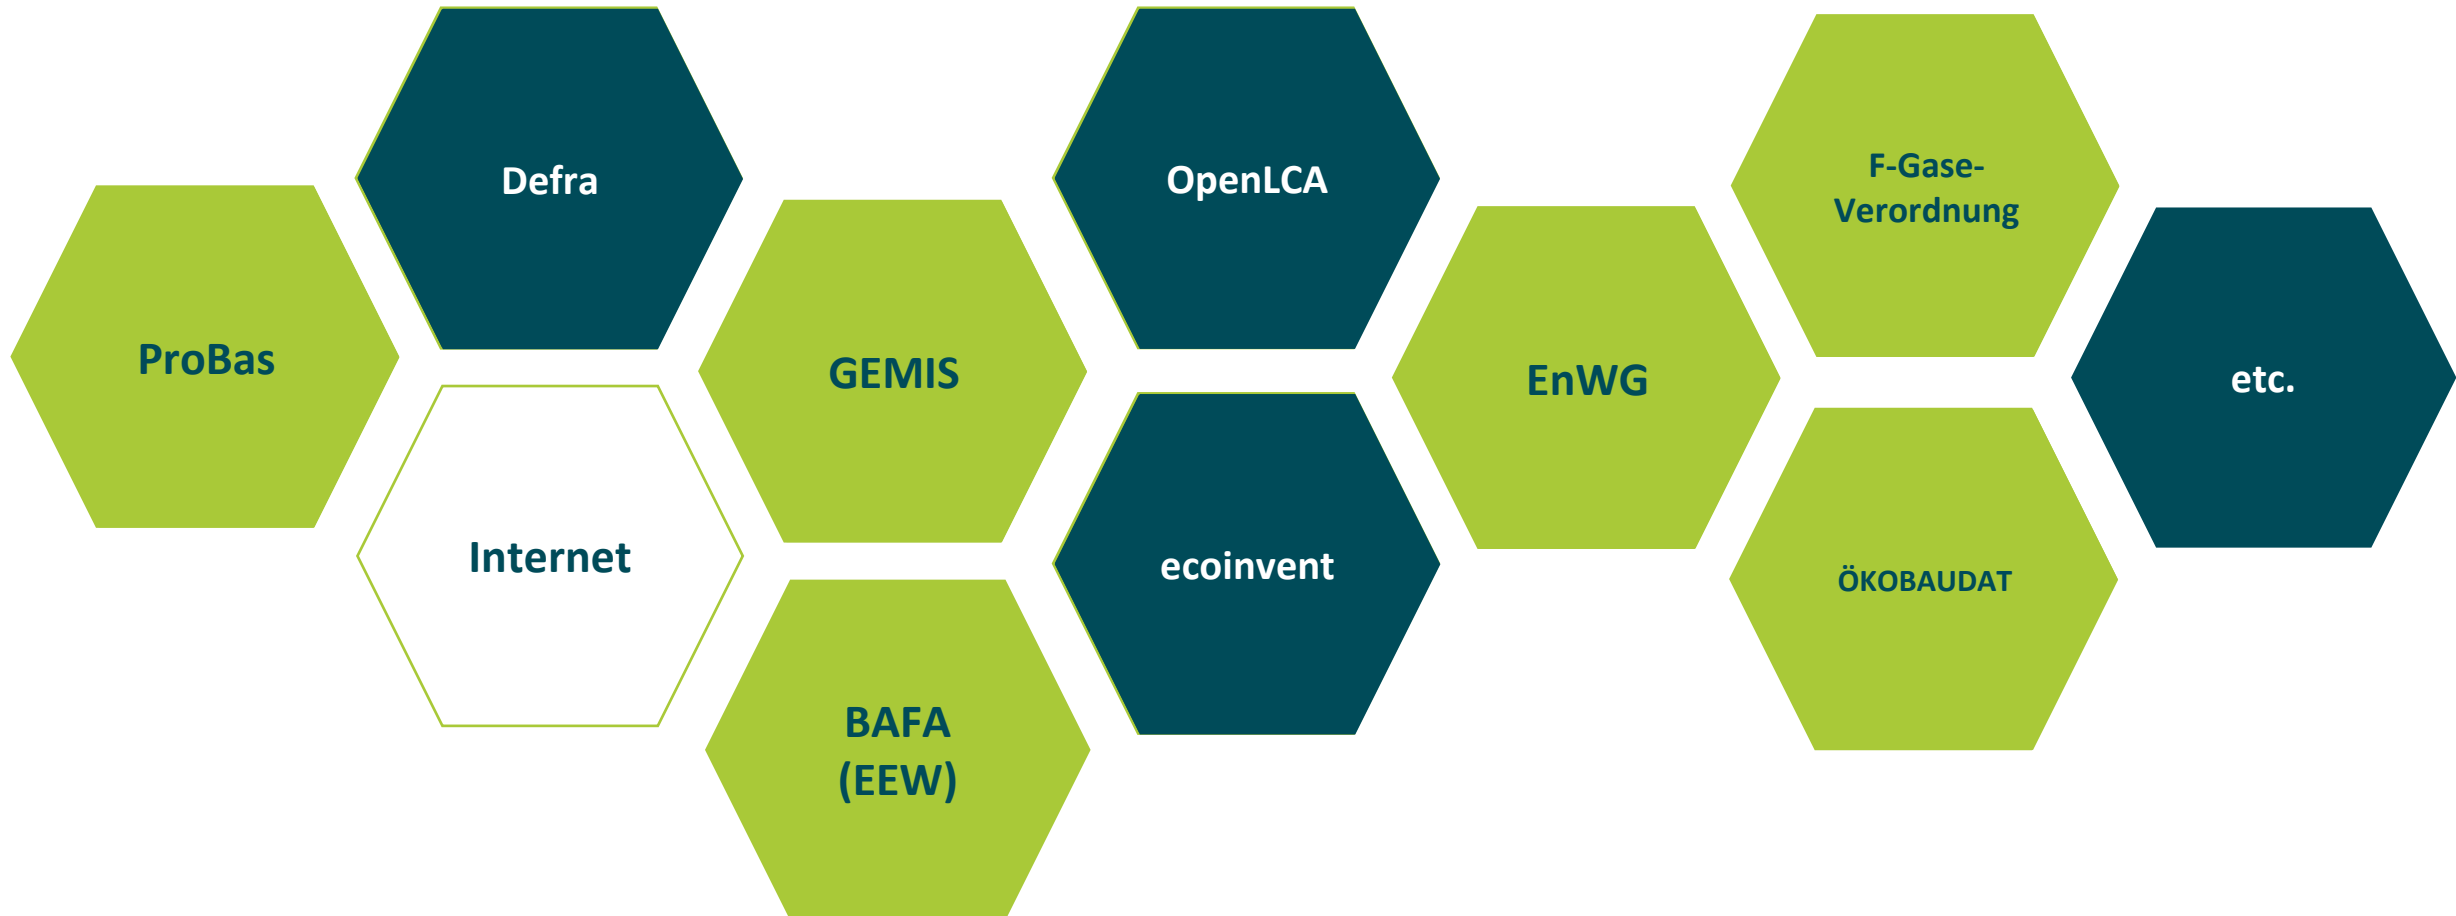 ProBas
Defra
Internet
GEMIS
BAFA
(EEW)
OpenLCA
ecoinvent
EnWG
F-Gase-
Verordnung
ÖKOBAUDAT
etc.